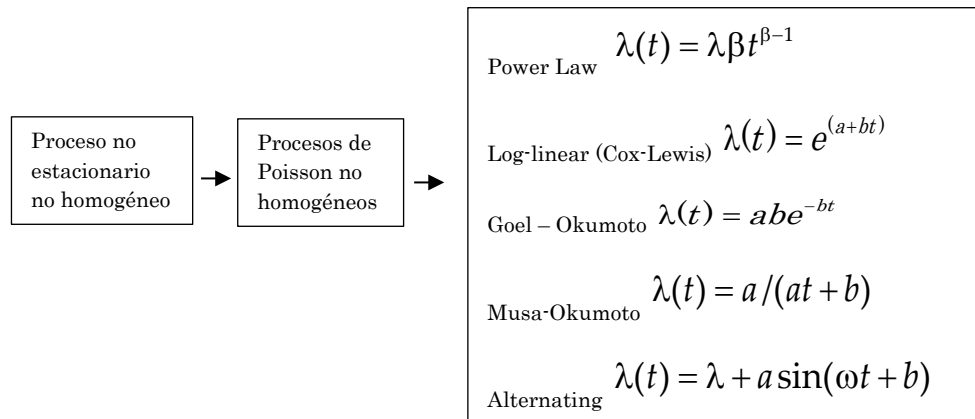 Proceso no
estacionario
no homogéneo
Procesos de
Poisson no
homogéneos
Power Law λ(t) = λβt^{β−1}
Log-linear (Cox-Lewis) λ(t) = e^{(a+bt)}
Goel – Okumoto λ(t) = abe^{−bt}
Musa-Okumoto λ(t) = a/(at + b)
Alternating λ(t) = λ + a sin(ωt + b)